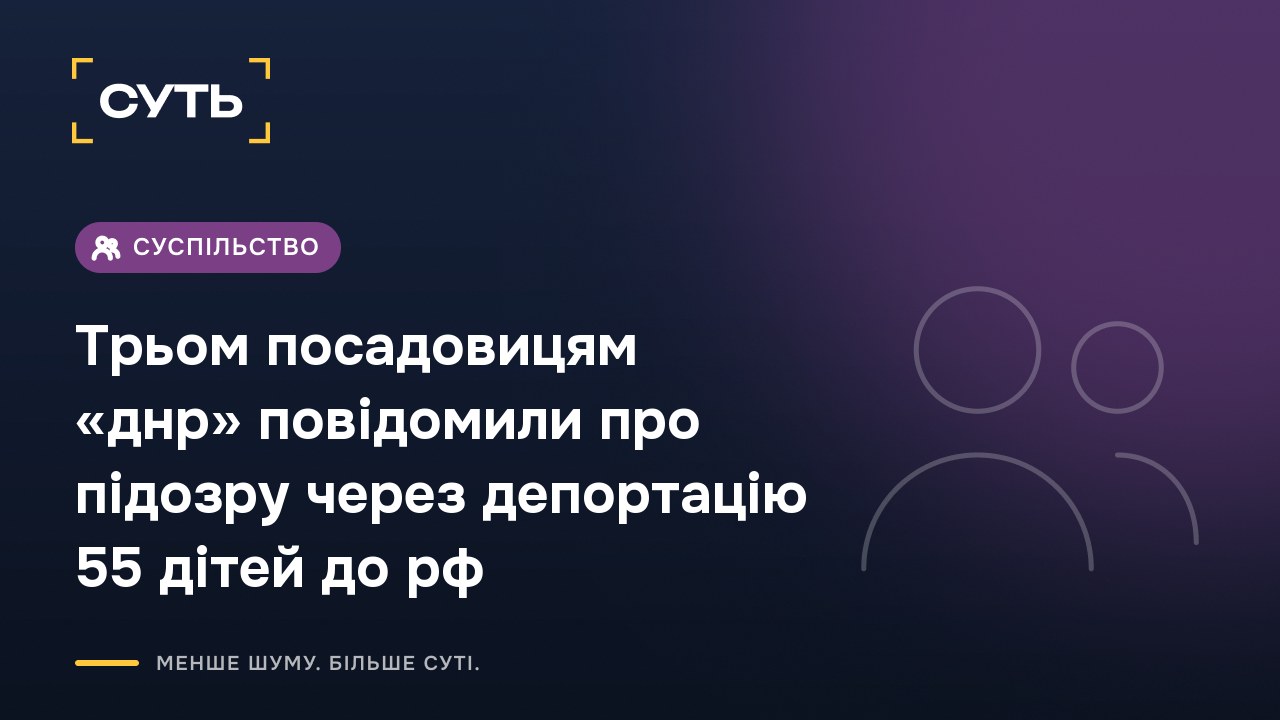 СУТЬ
СУСПІЛЬСТВО
Трьом посадовицям
«днр» повідомили про
підозру через депортацію
55 дітей до рф
МЕНШЕ ШУМУ. БІЛЬШЕ СУТІ.